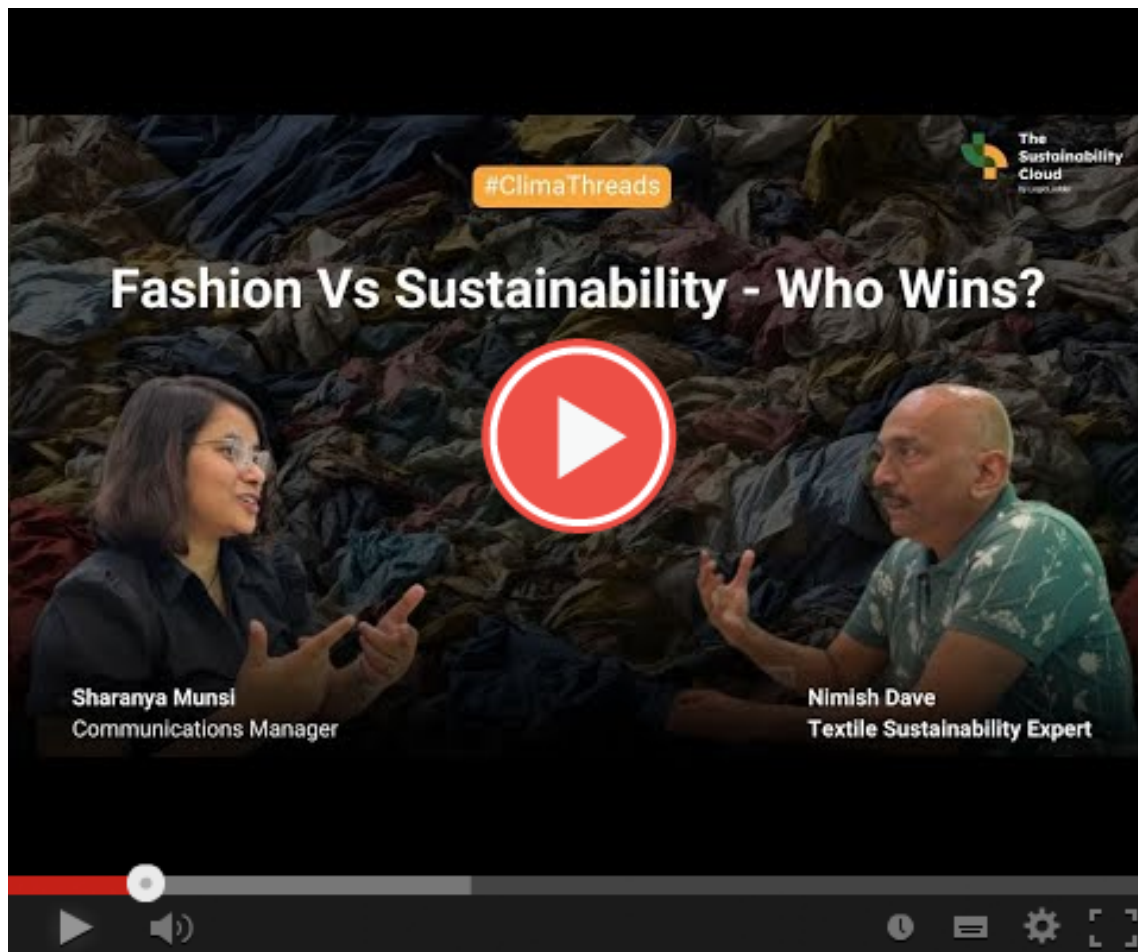 The
Sustainability
Cloud
#ClimaThreads
Fashion Vs Sustainability - Who Wins?
Sharanya Munsi
Communications Manager
Nimish Dave
Textile Sustainability Expert